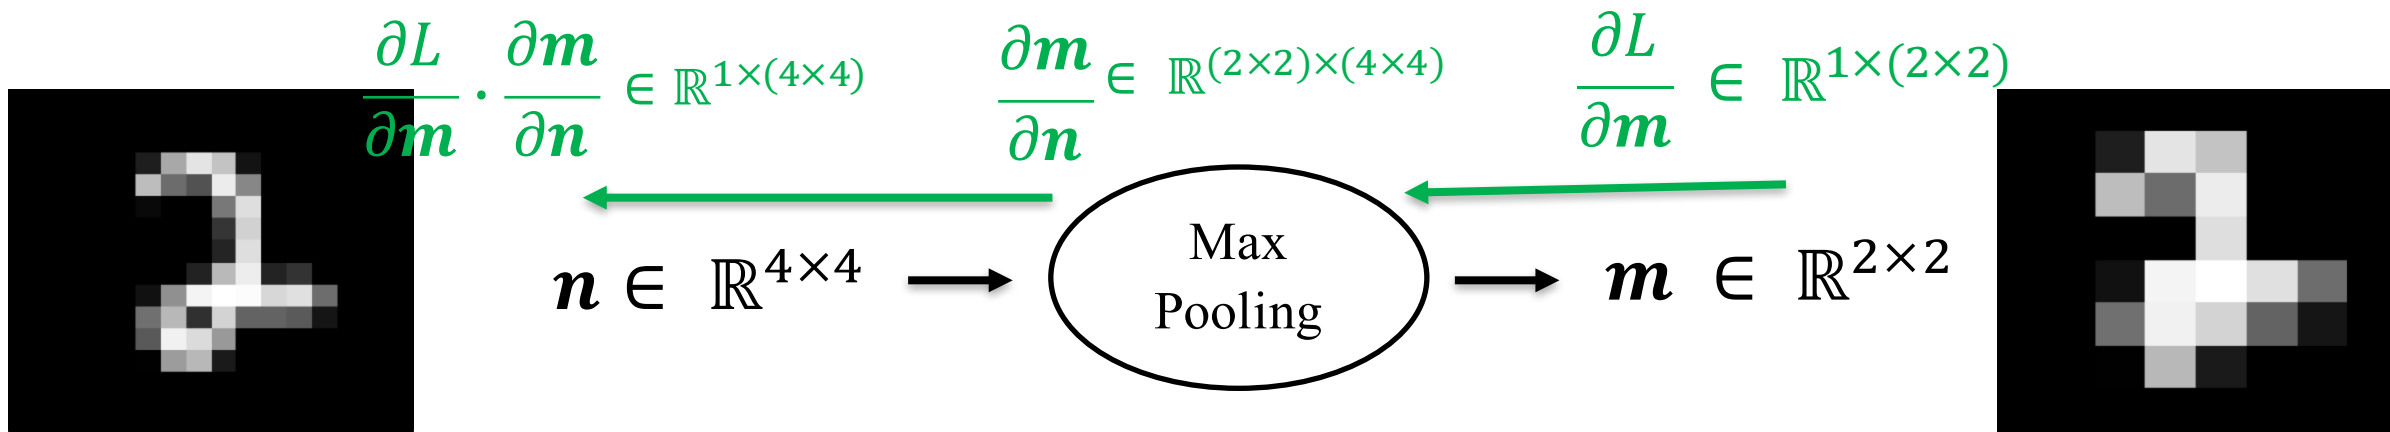 ∂L/∂m · ∂m/∂n ∈ ℝ^{1×(4×4)}
∂m/∂n ∈ ℝ^{(2×2)×(4×4)}
∂L/∂m ∈ ℝ^{1×(2×2)}
n ∈ ℝ^{4×4}
Max
Pooling
m ∈ ℝ^{2×2}